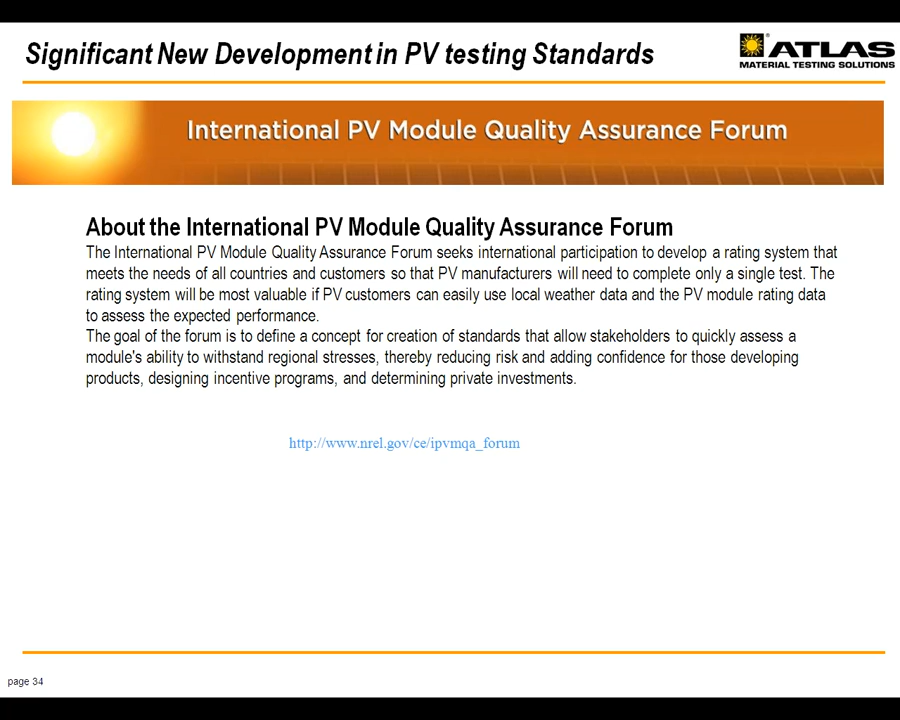 Significant New Development in PV testing Standards
ATLAS
MATERIAL TESTING SOLUTIONS
International PV Module Quality Assurance Forum
About the International PV Module Quality Assurance Forum
The International PV Module Quality Assurance Forum seeks international participation to develop a rating system that
meets the needs of all countries and customers so that PV manufacturers will need to complete only a single test. The
rating system will be most valuable if PV customers can easily use local weather data and the PV module rating data
to assess the expected performance.
The goal of the forum is to define a concept for creation of standards that allow stakeholders to quickly assess a
module's ability to withstand regional stresses, thereby reducing risk and adding confidence for those developing
products, designing incentive programs, and determining private investments.
http://www.nrel.gov/ce/ipvmqa_forum
page 34